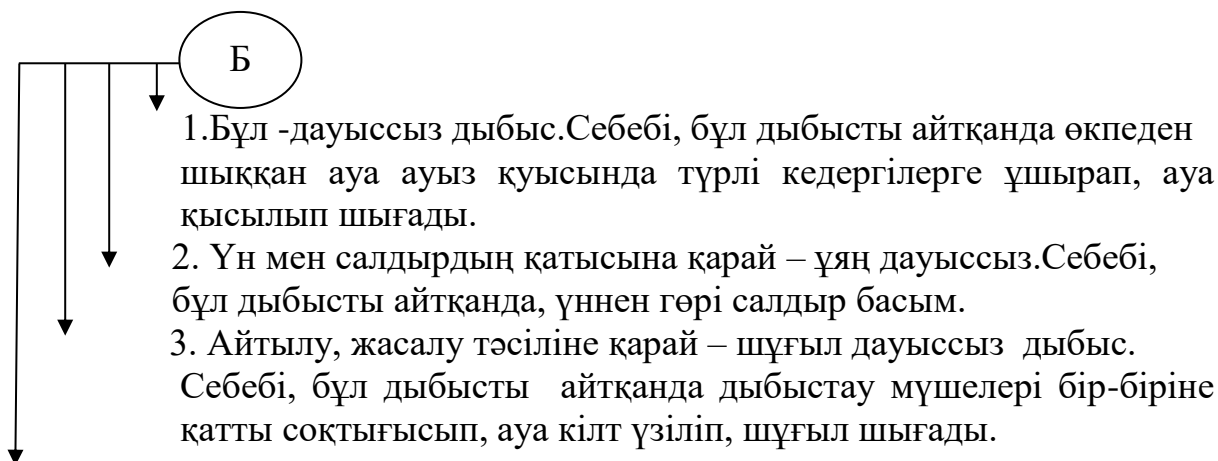 Б
1.Бұл -дауыссыз дыбыс.Себебі, бұл дыбысты айтқанда өкпеден
шыққан ауа ауыз қуысында түрлі кедергілерге ұшырап, ауа
қысылып шығады.
2. Үн мен салдырдың қатысына қарай – ұяң дауыссыз.Себебі,
бұл дыбысты айтқанда, үннен гөрі салдыр басым.
3. Айтылу, жасалу тәсіліне қарай – шұғыл дауыссыз дыбыс.
Себебі, бұл дыбысты айтқанда дыбыстау мүшелері бір-біріне
қатты соқтығысып, ауа кілт үзіліп, шұғыл шығады.